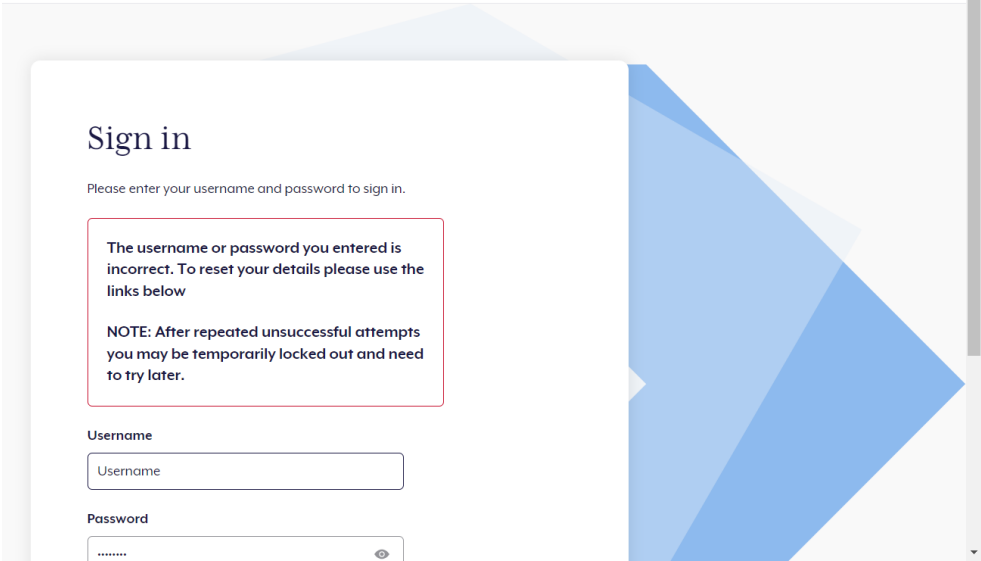 Sign in
Please enter your username and password to sign in.
The username or password you entered is
incorrect. To reset your details please use the
links below
NOTE: After repeated unsuccessful attempts
you may be temporarily locked out and need
to try later.
Username
Username
Password
........